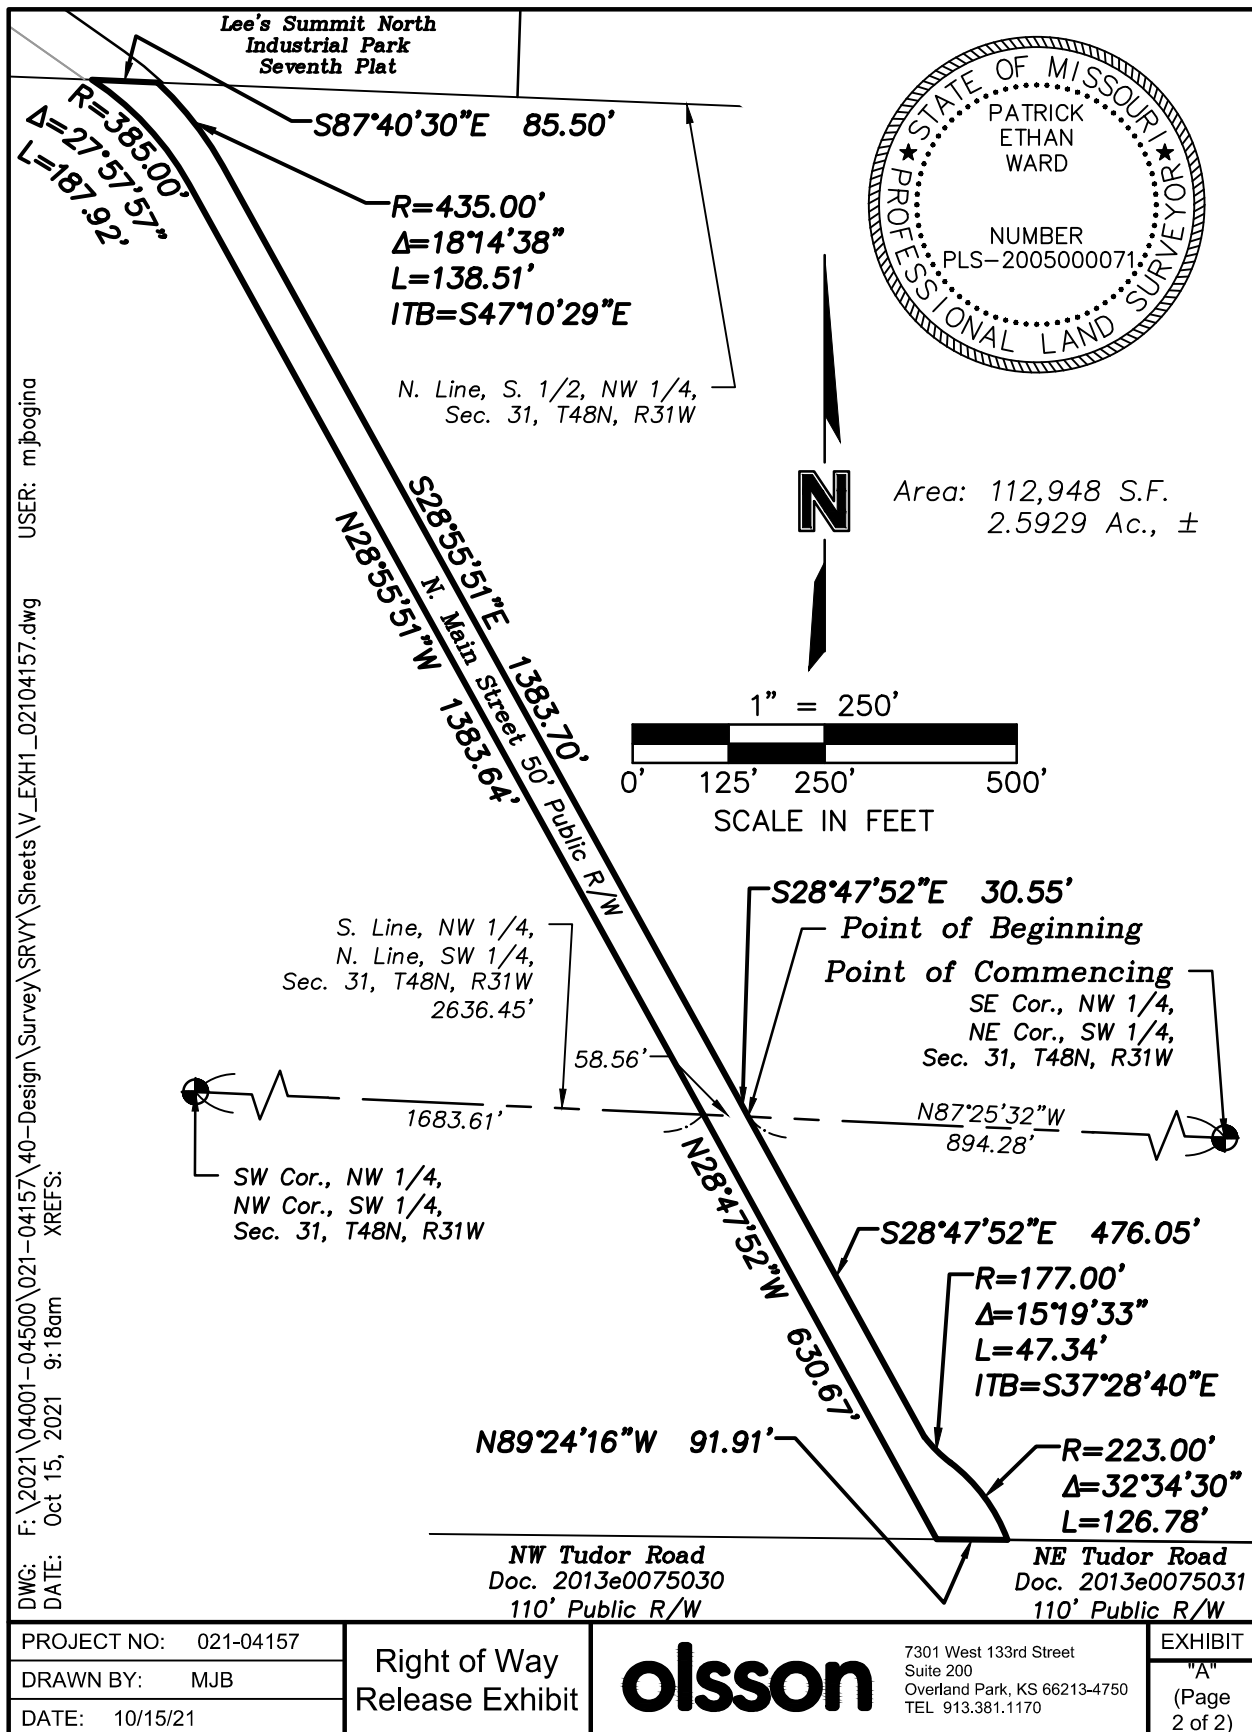 Lee's Summit North
Industrial Park
Seventh Plat
R=385.00'
Δ=27°57'57"
L=187.92'
S87°40'30"E 85.50'
R=435.00'
Δ=18°14'38"
L=138.51'
ITB=S47°10'29"E
N. Line, S. 1/2, NW 1/4,
Sec. 31, T48N, R31W
STATE OF MISSOURI
★ PROFESSIONAL LAND SURVEYOR ★
PATRICK
ETHAN
WARD
NUMBER
PLS-2005000071
N
Area: 112,948 S.F.
2.5929 Ac., ±
S28°55'51"E 1383.70'
N. Main Street 50' Public R/W
N28°55'51"W 1383.64'
1" = 250'
0' 125' 250' 500'
SCALE IN FEET
S28°47'52"E 30.55'
Point of Beginning
Point of Commencing
SE Cor., NW 1/4,
NE Cor., SW 1/4,
Sec. 31, T48N, R31W
S. Line, NW 1/4,
N. Line, SW 1/4,
Sec. 31, T48N, R31W
2636.45'
58.56'
1683.61'
N87°25'32"W
894.28'
SW Cor., NW 1/4,
NW Cor., SW 1/4,
Sec. 31, T48N, R31W
N28°47'52"W 630.67'
S28°47'52"E 476.05'
R=177.00'
Δ=15°19'33"
L=47.34'
ITB=S37°28'40"E
N89°24'16"W 91.91'
R=223.00'
Δ=32°34'30"
L=126.78'
NW Tudor Road
Doc. 2013e0075030
110' Public R/W
NE Tudor Road
Doc. 2013e0075031
110' Public R/W
DWG: F:\2021\04001-04500\021-04157\40-Design\Survey\SRVY\Sheets\V_EXH1_02104157.dwg USER: mjbogina
DATE: Oct 15, 2021 9:18am XREFS:
PROJECT NO: 021-04157
DRAWN BY: MJB
DATE: 10/15/21
Right of Way
Release Exhibit
olsson
7301 West 133rd Street
Suite 200
Overland Park, KS 66213-4750
TEL 913.381.1170
EXHIBIT
"A"
(Page
2 of 2)